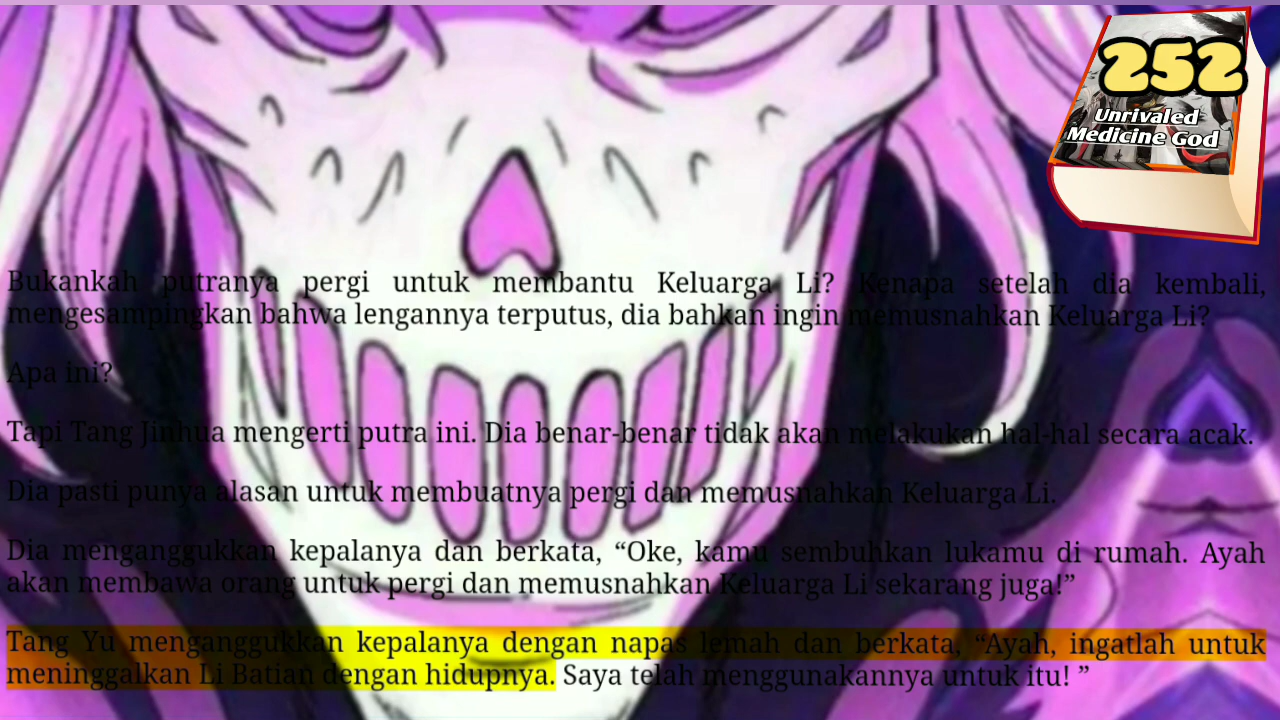 252
Unrivaled
Medicine God
Bukankah putranya pergi untuk membantu Keluarga Li? Kenapa setelah dia kembali,
mengesampingkan bahwa lengannya terputus, dia bahkan ingin memusnahkan Keluarga Li?
Apa ini?
Tapi Tang Jinhua mengerti putra ini. Dia benar-benar tidak akan melakukan hal-hal secara acak.
Dia pasti punya alasan untuk membuatnya pergi dan memusnahkan Keluarga Li.
Dia menganggukkan kepalanya dan berkata, “Oke, kamu sembuhkan lukamu di rumah. Ayah
akan membawa orang untuk pergi dan memusnahkan Keluarga Li sekarang juga!”
Tang Yu menganggukkan kepalanya dengan napas lemah dan berkata, “Ayah, ingatlah untuk
meninggalkan Li Batian dengan hidupnya. Saya telah menggunakannya untuk itu! ”